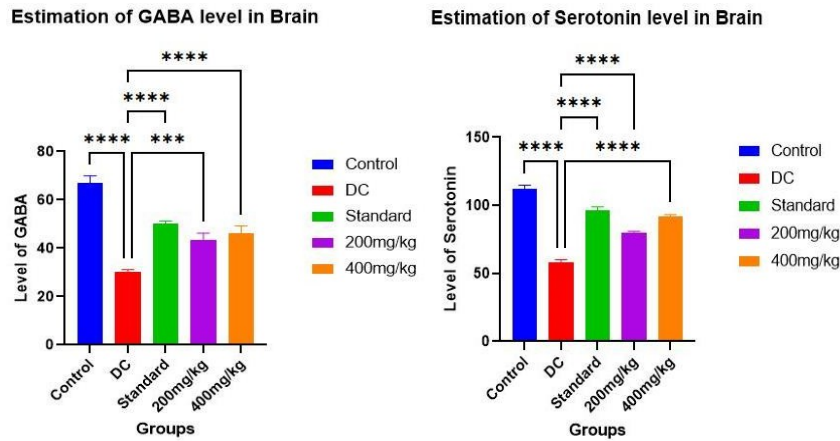 Estimation of GABA level in Brain
****
****
**** ***
80
60
40
20
0
Level of GABA
Control
DC
Standard
200mg/kg
400mg/kg
Groups
Control
DC
Standard
200mg/kg
400mg/kg
Estimation of Serotonin level in Brain
****
****
**** ****
150
100
50
0
Level of Serotonin
Control
DC
Standard
200mg/kg
400mg/kg
Groups
Control
DC
Standard
200mg/kg
400mg/kg